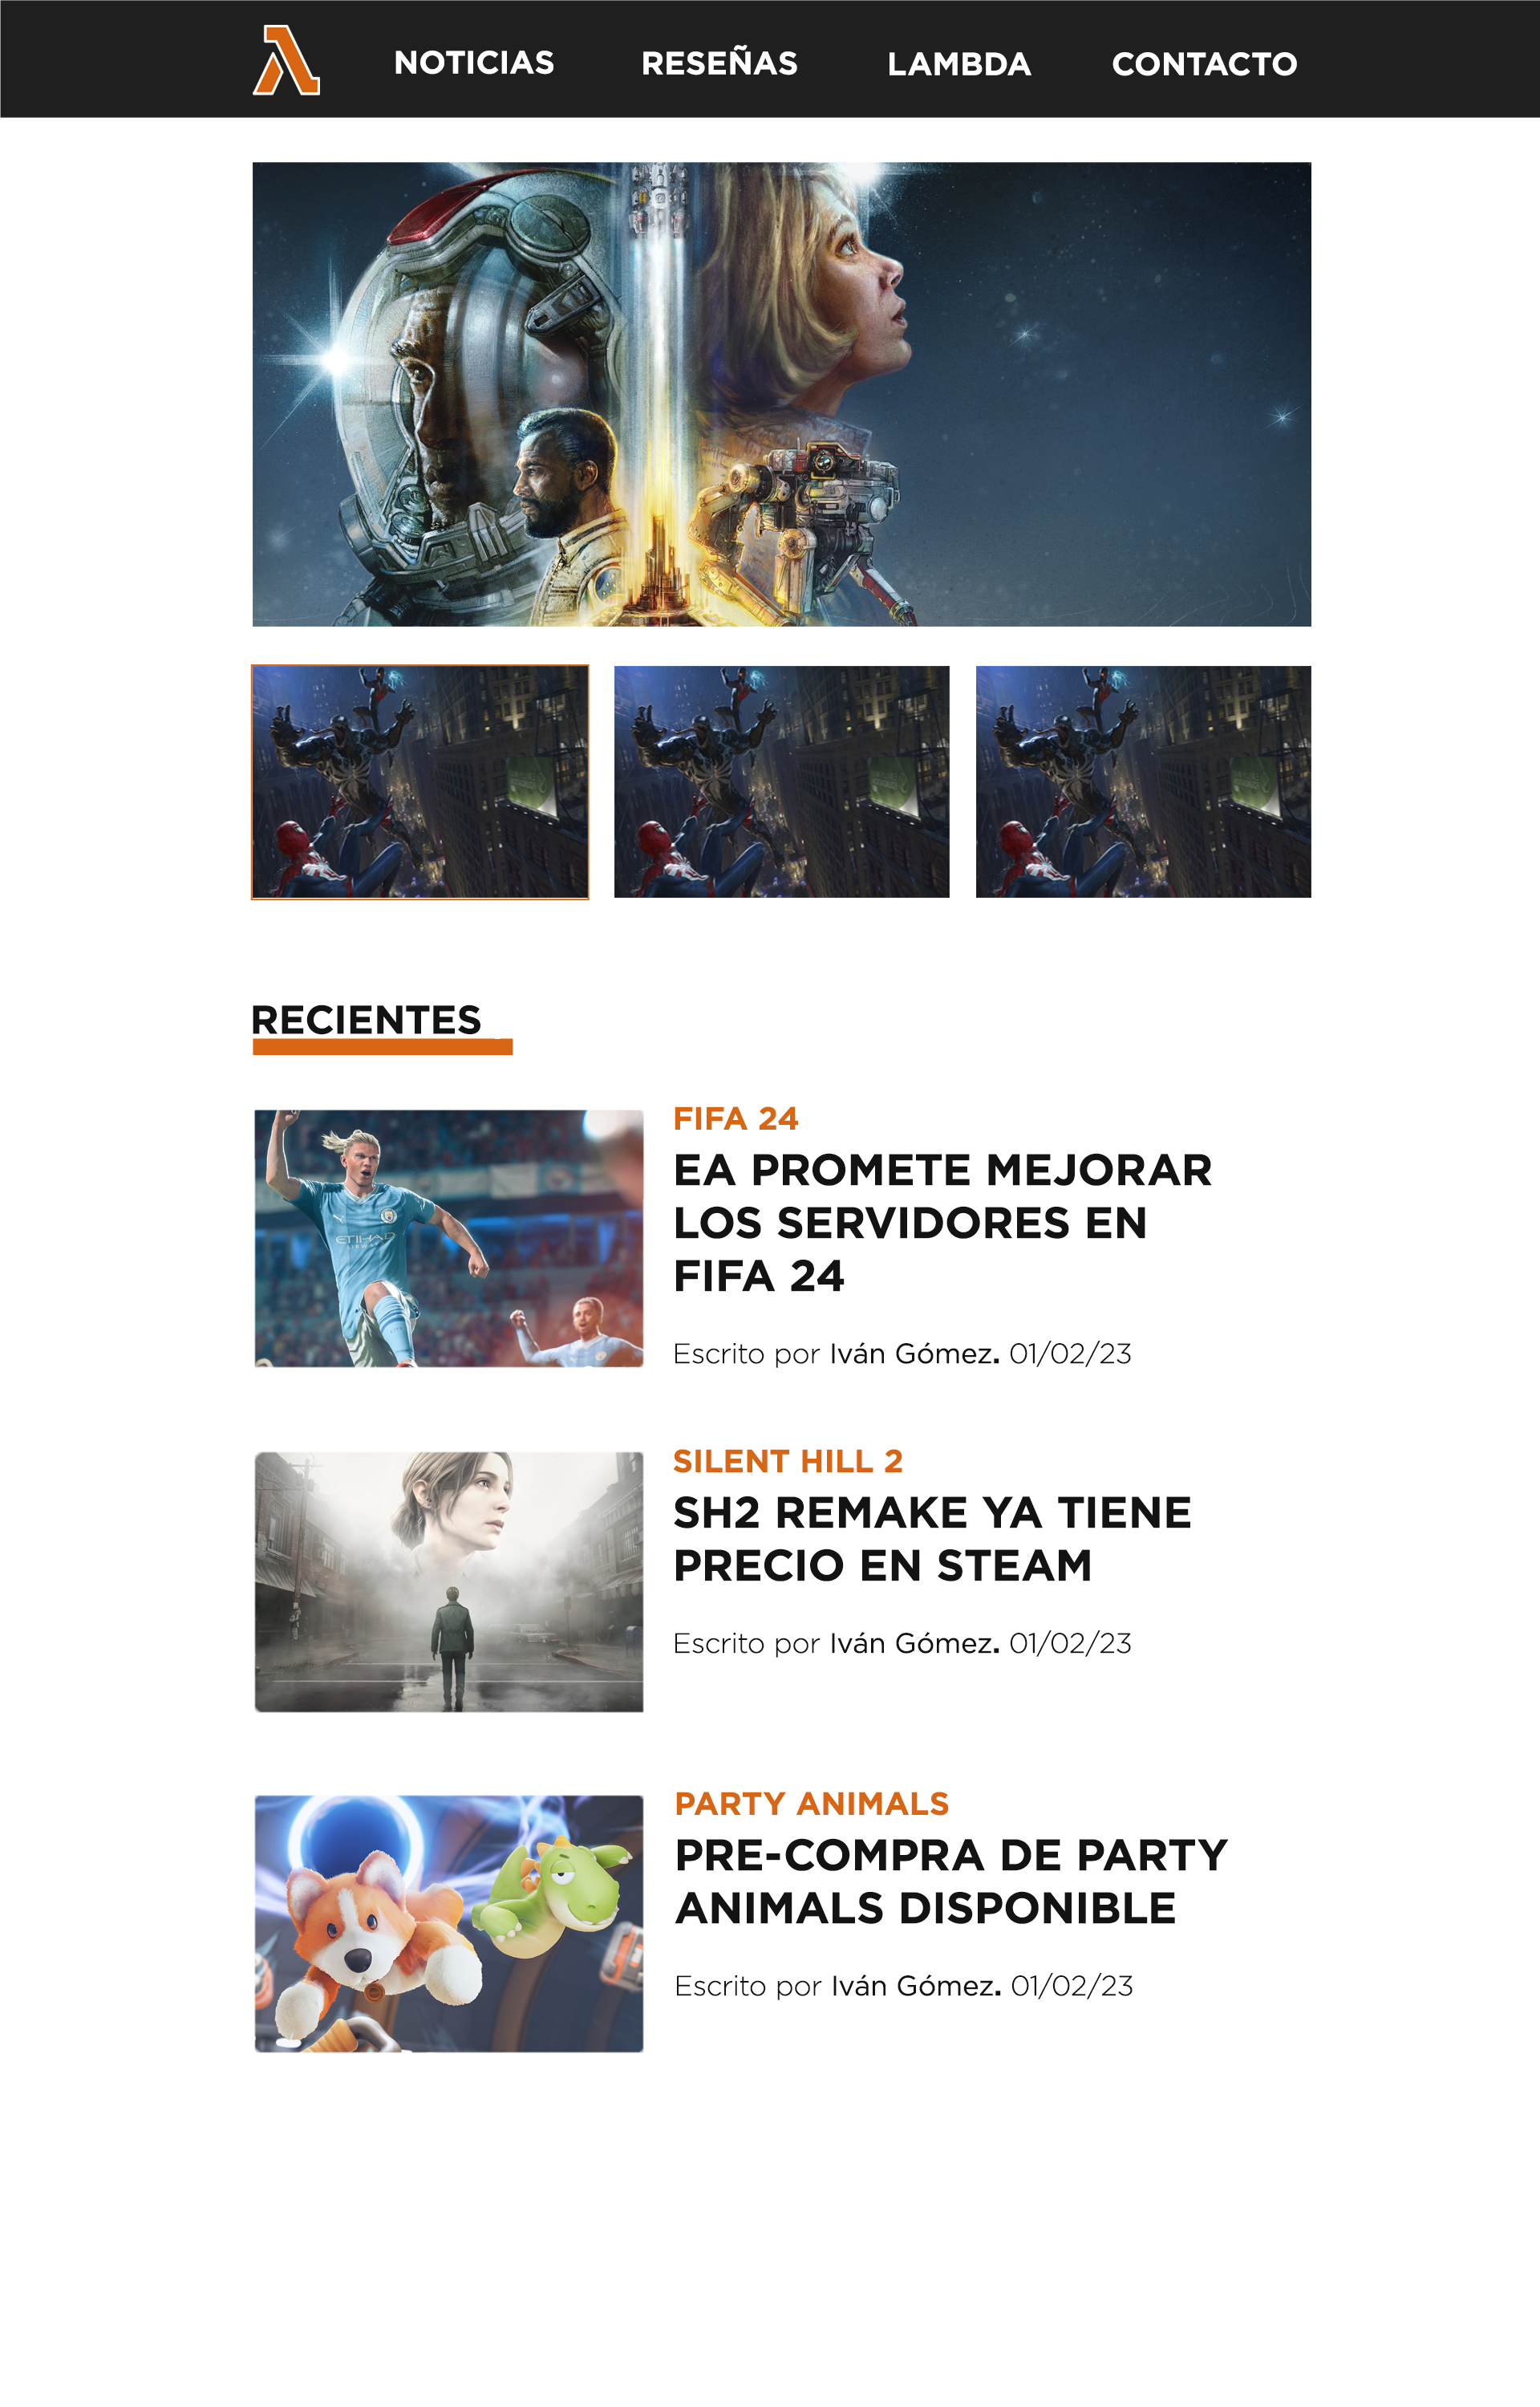 NOTICIAS RESEÑAS LAMBDA CONTACTO
RECIENTES
FIFA 24
EA PROMETE MEJORAR
LOS SERVIDORES EN
FIFA 24
Escrito por Iván Gómez. 01/02/23
ETIHAD
AIRWAYS
SILENT HILL 2
SH2 REMAKE YA TIENE
PRECIO EN STEAM
Escrito por Iván Gómez. 01/02/23
PARTY ANIMALS
PRE-COMPRA DE PARTY
ANIMALS DISPONIBLE
Escrito por Iván Gómez. 01/02/23